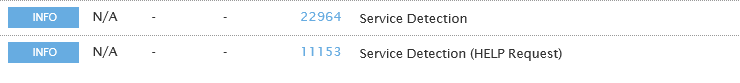 INFO N/A - - 22964 Service Detection
INFO N/A - - 11153 Service Detection (HELP Request)